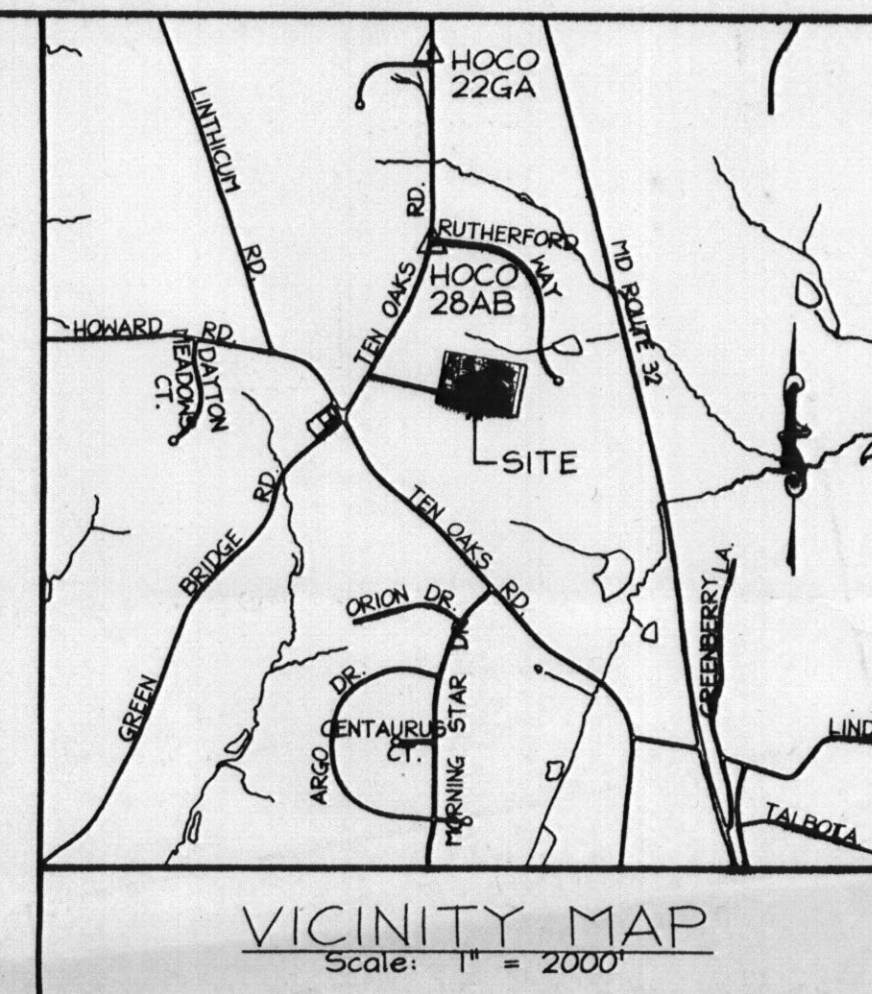 HOCO
22GA
LINTHICUM RD.
RD.
RUTHERFORD WAY
HOCO
28AB
TEN OAKS
MD ROUTE 32
HOWARD RD.
DAYTON
MEADOWS
CT.
SITE
TEN OAKS RD.
GREEN BRIDGE RD.
ORION DR.
GREENBERRY LA.
ARGO DR.
CENTAURUS
CT.
MORNING STAR DR.
LIND
TALBOTA
VICINITY MAP
Scale: 1" = 2000'